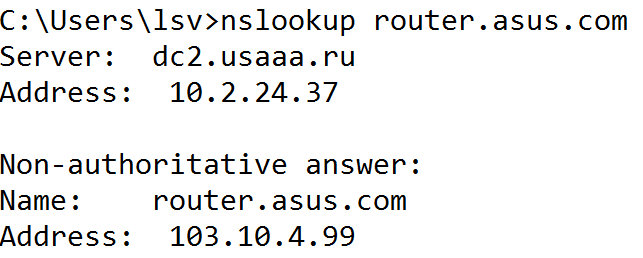 C:\Users\lsv>nslookup router.asus.com
Server:  dc2.usaaa.ru
Address:  10.2.24.37

Non-authoritative answer:
Name:    router.asus.com
Address:  103.10.4.99